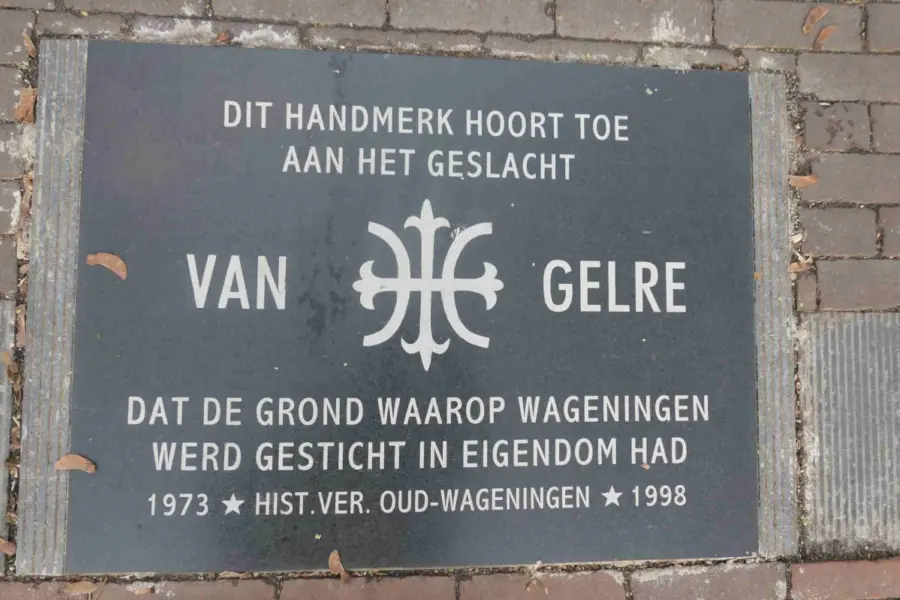 DIT HANDMERK HOORT TOE
AAN HET GESLACHT
VAN GELRE
DAT DE GROND WAAROP WAGENINGEN
WERD GESTICHT IN EIGENDOM HAD
1973 ★ HIST.VER. OUD-WAGENINGEN ★ 1998